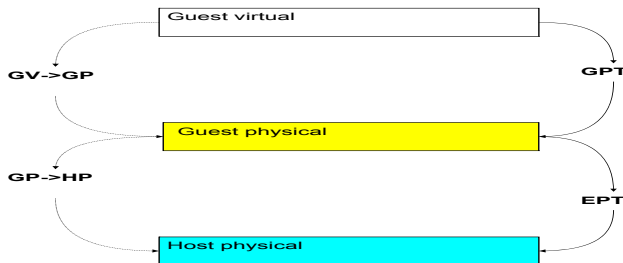 Guest virtual
GV->GP
GPT
Guest physical
GP->HP
EPT
Host physical